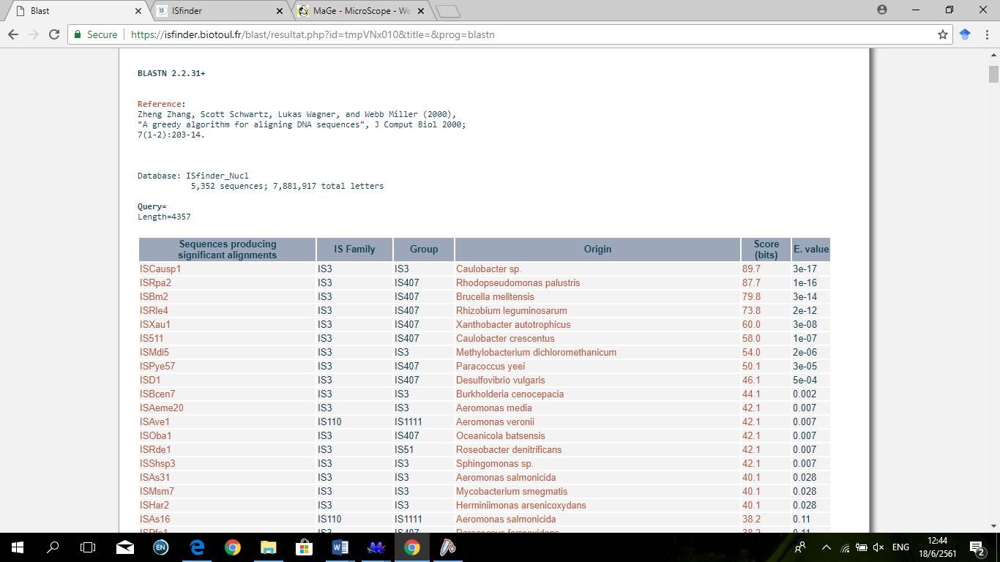 Blast
ISfinder
MaGe - MicroScope - We
Secure https://isfinder.biotoul.fr/blast/resultat.php?id=tmpVNx010&title=&prog=blastn
BLASTN 2.2.31+
Reference:
Zheng Zhang, Scott Schwartz, Lukas Wagner, and Webb Miller (2000),
"A greedy algorithm for aligning DNA sequences", J Comput Biol 2000;
7(1-2):203-14.
Database: ISfinder_Nucl
5,352 sequences; 7,881,917 total letters
Query=
Length=4357
Sequences producing significant alignments IS Family Group Origin Score (bits) E. value
ISCausp1 IS3 IS3 Caulobacter sp. 89.7 3e-17
ISRpa2 IS3 IS407 Rhodopseudomonas palustris 87.7 1e-16
ISBm2 IS3 IS407 Brucella melitensis 79.8 3e-14
ISRle4 IS3 IS407 Rhizobium leguminosarum 73.8 2e-12
ISXau1 IS3 IS407 Xanthobacter autotrophicus 60.0 3e-08
IS511 IS3 IS407 Caulobacter crescentus 58.0 1e-07
ISMdi5 IS3 IS3 Methylobacterium dichloromethanicum 54.0 2e-06
ISPye57 IS3 IS407 Paracoccus yeei 50.1 3e-05
ISD1 IS3 IS407 Desulfovibrio vulgaris 46.1 5e-04
ISBcen7 IS3 IS3 Burkholderia cenocepacia 44.1 0.002
ISAeme20 IS3 IS3 Aeromonas media 42.1 0.007
ISAve1 IS110 IS1111 Aeromonas veronii 42.1 0.007
ISOba1 IS3 IS407 Oceanicola batsensis 42.1 0.007
ISRde1 IS3 IS51 Roseobacter denitrificans 42.1 0.007
ISShsp3 IS3 IS3 Sphingomonas sp. 42.1 0.007
ISAs31 IS3 IS3 Aeromonas salmonicida 40.1 0.028
ISMsm7 IS3 IS3 Mycobacterium smegmatis 40.1 0.028
ISHar2 IS3 IS3 Herminiimonas arsenicoxydans 40.1 0.028
ISAs16 IS110 IS1111 Aeromonas salmonicida 38.2 0.11
EN
ENG
12:44
18/6/2561
2